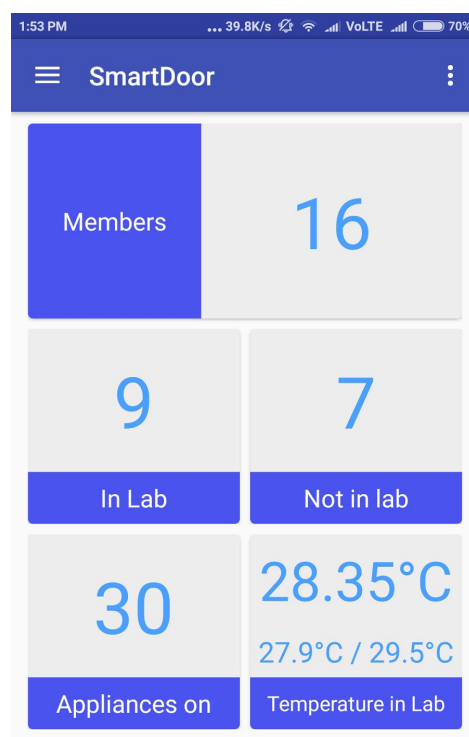 1:53 PM ... 39.8K/s VoLTE 70%
SmartDoor
Members 16
9 7
In Lab Not in lab
30 28.35°C
27.9°C / 29.5°C
Appliances on Temperature in Lab